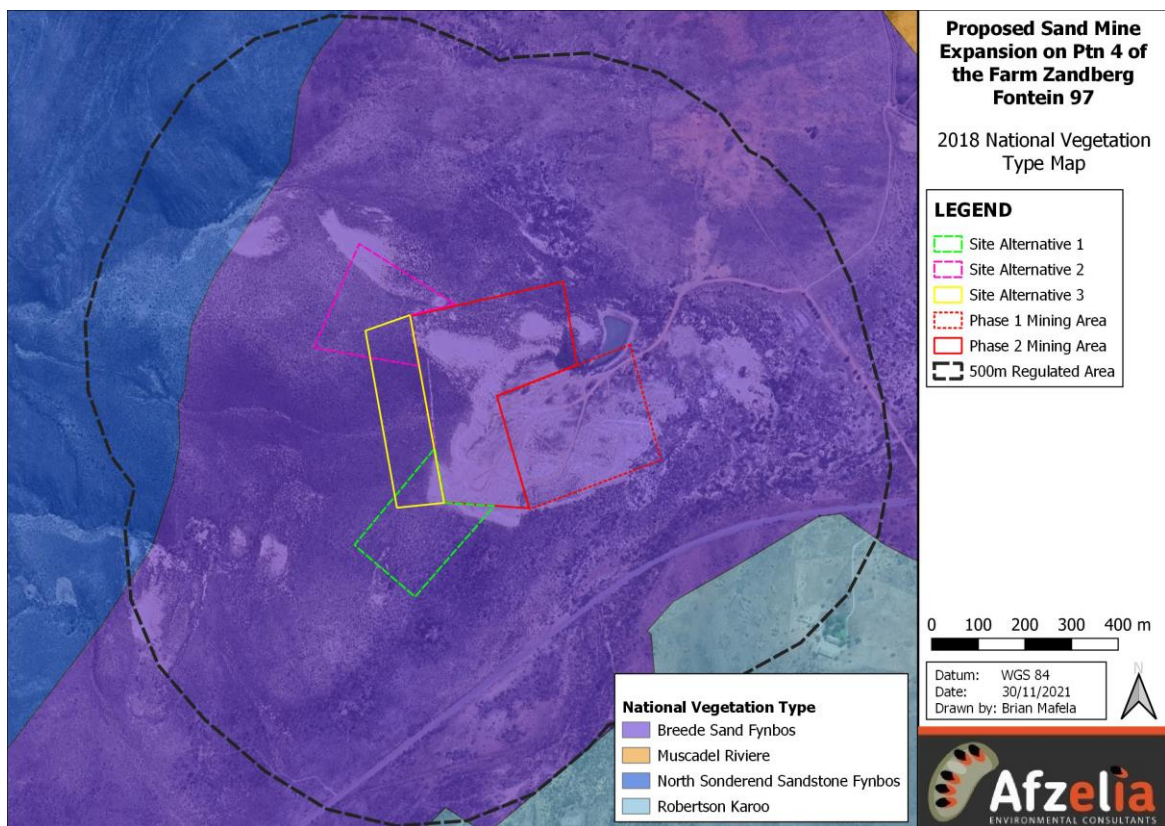 Proposed Sand Mine
Expansion on Ptn 4 of
the Farm Zandberg
Fontein 97
2018 National Vegetation
Type Map
LEGEND
Site Alternative 1
Site Alternative 2
Site Alternative 3
Phase 1 Mining Area
Phase 2 Mining Area
500m Regulated Area
0 100 200 300 400 m
Datum: WGS 84
Date: 30/11/2021
Drawn by: Brian Mafela
N
National Vegetation Type
Breede Sand Fynbos
Muscadel Riviere
North Sonderend Sandstone Fynbos
Robertson Karoo
Afzelia
ENVIRONMENTAL CONSULTANTS